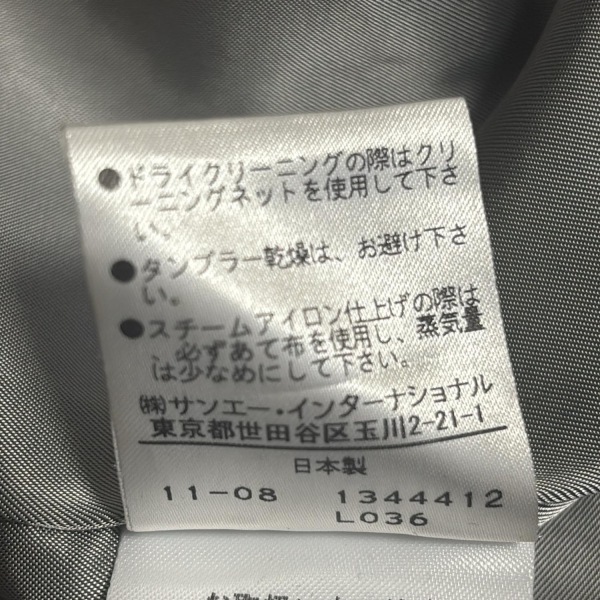 ●ドライクリーニングの際はクリ
ーニングネットを使用して下さ
い。
●タンブラー乾燥は、お避け下さ
い。
●スチームアイロン仕上げの際は
、必ずあて布を使用し、蒸気量
は少なめにして下さい。
㈱サンエー・インターナショナル
東京都世田谷区玉川2-21-1
日本製
11-08 1344412
L036